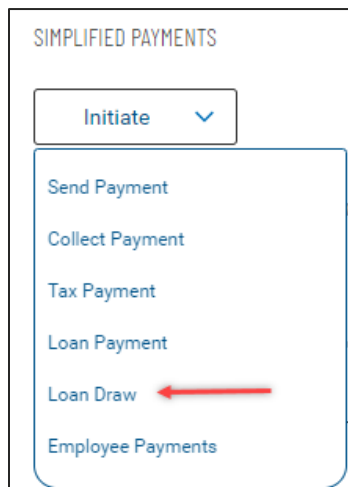 SIMPLIFIED PAYMENTS
Initiate
Send Payment
Collect Payment
Tax Payment
Loan Payment
Loan Draw
Employee Payments